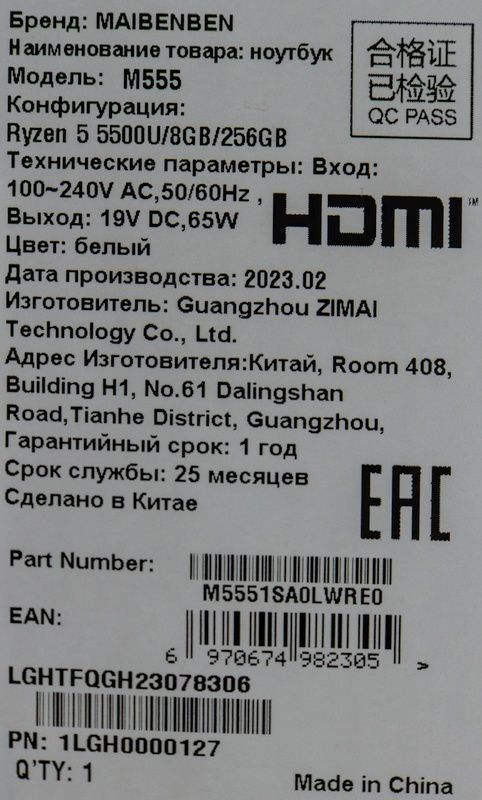 Бренд: MAIBENBEN
Наименование товара: ноутбук
Модель: M555
Конфигурация:
Ryzen 5 5500U/8GB/256GB
Технические параметры: Вход:
100~240V AC,50/60Hz ,
Выход: 19V DC,65W
Цвет: белый
Дата производства: 2023.02
Изготовитель: Guangzhou ZIMAI
Technology Co., Ltd.
Адрес Изготовителя:Китай, Room 408,
Building H1, No.61 Dalingshan
Road,Tianhe District, Guangzhou,
Гарантийный срок: 1 год
Срок службы: 25 месяцев
Сделано в Китае
合格证
已检验
QC PASS
HDMI™
EAC
Part Number:
M5551SA0LWRE0
EAN:
6 970674 982305 >
LGHTFQGH23078306
PN: 1LGH0000127
Q'TY: 1
Made in China